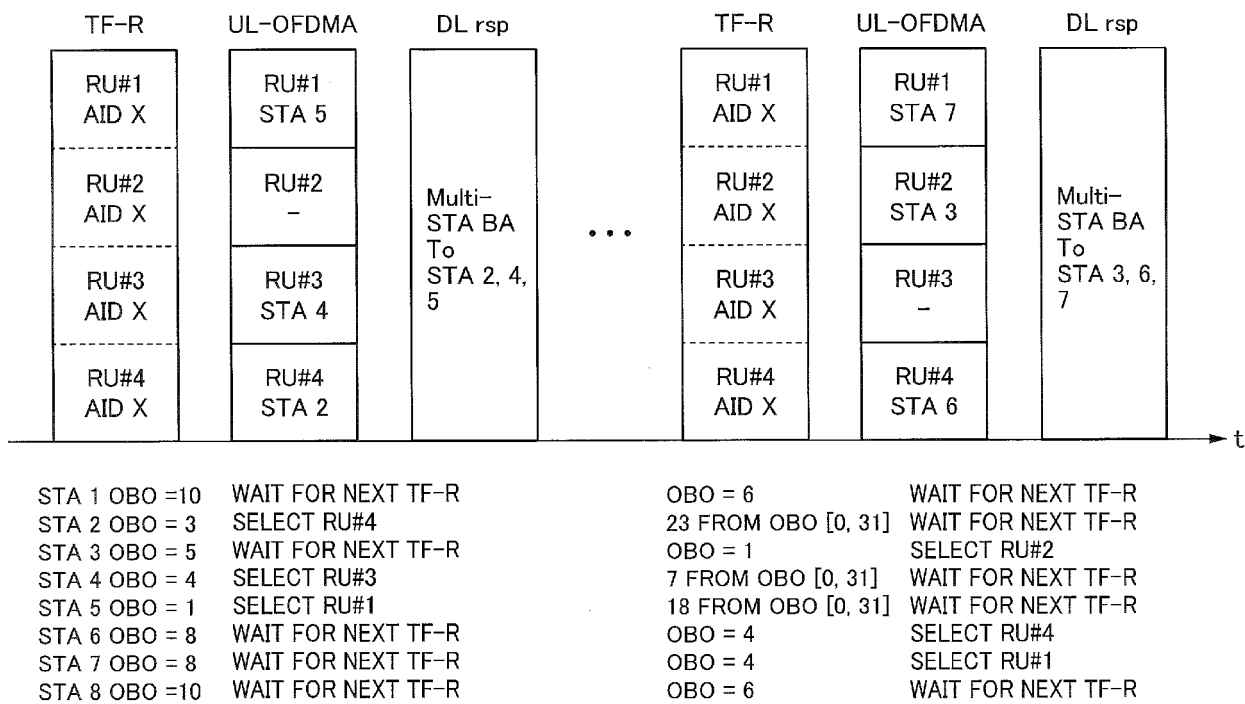 TF-R UL-OFDMA DL rsp TF-R UL-OFDMA DL rsp
RU#1
AID X
RU#2
AID X
RU#3
AID X
RU#4
AID X
RU#1
STA 5
RU#2
-
RU#3
STA 4
RU#4
STA 2
Multi-
STA BA
To
STA 2, 4,
5
...
RU#1
AID X
RU#2
AID X
RU#3
AID X
RU#4
AID X
RU#1
STA 7
RU#2
STA 3
RU#3
-
RU#4
STA 6
Multi-
STA BA
To
STA 3, 6,
7
t
STA 1 OBO =10 WAIT FOR NEXT TF-R OBO = 6 WAIT FOR NEXT TF-R
STA 2 OBO = 3 SELECT RU#4 23 FROM OBO [0, 31] WAIT FOR NEXT TF-R
STA 3 OBO = 5 WAIT FOR NEXT TF-R OBO = 1 SELECT RU#2
STA 4 OBO = 4 SELECT RU#3 7 FROM OBO [0, 31] WAIT FOR NEXT TF-R
STA 5 OBO = 1 SELECT RU#1 18 FROM OBO [0, 31] WAIT FOR NEXT TF-R
STA 6 OBO = 8 WAIT FOR NEXT TF-R OBO = 4 SELECT RU#4
STA 7 OBO = 8 WAIT FOR NEXT TF-R OBO = 4 SELECT RU#1
STA 8 OBO =10 WAIT FOR NEXT TF-R OBO = 6 WAIT FOR NEXT TF-R